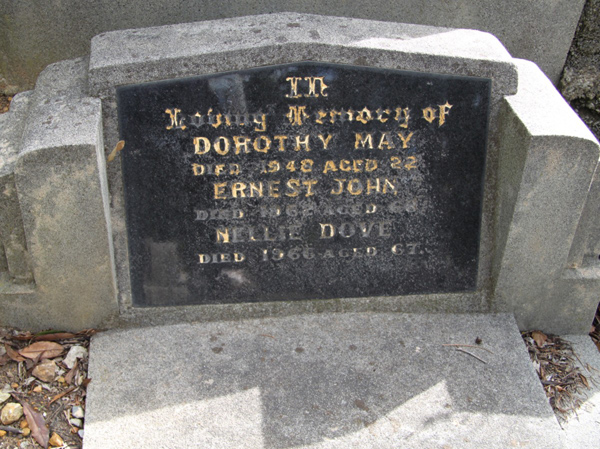 In
Loving Memory of
DOROTHY MAY
DIED 1948 AGED 22
ERNEST JOHN
DIED AGED
NELLIE DOVE
DIED 1966 AGED 67.